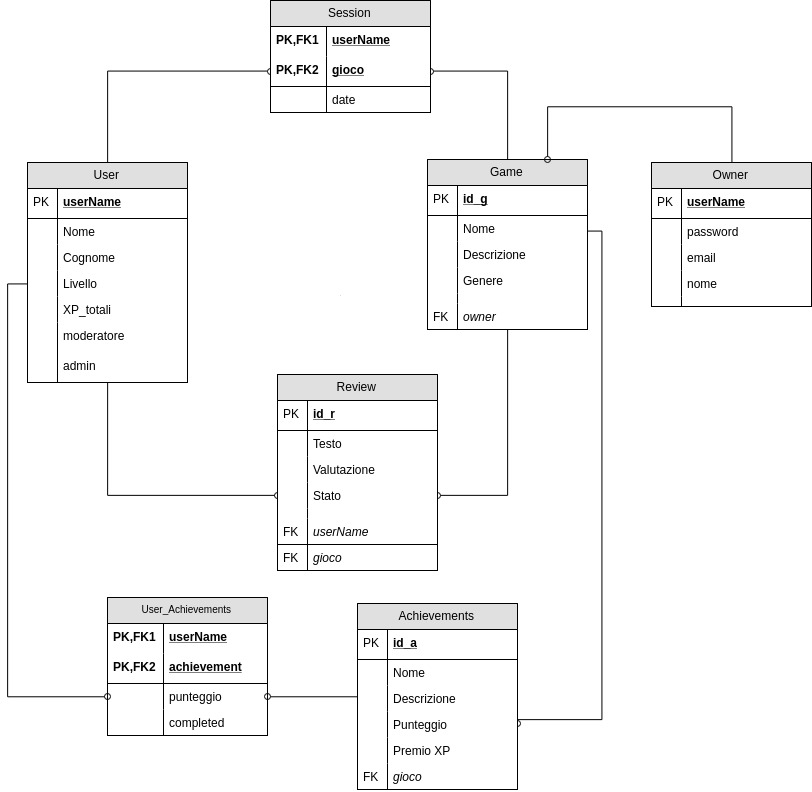 Session
PK,FK1 userName
PK,FK2 gioco
date
User
PK userName
Nome
Cognome
Livello
XP_totali
moderatore
admin
Game
PK id_g
Nome
Descrizione
Genere
FK owner
Owner
PK userName
password
email
nome
Review
PK id_r
Testo
Valutazione
Stato
FK userName
FK gioco
User_Achievements
PK,FK1 userName
PK,FK2 achievement
punteggio
completed
Achievements
PK id_a
Nome
Descrizione
Punteggio
Premio XP
FK gioco